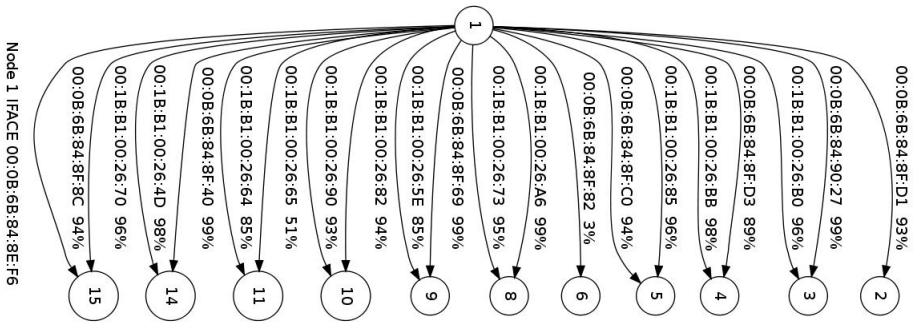 1
00:0B:6B:84:8F:D1 93%
2
00:0B:6B:84:90:27 99%
00:1B:B1:00:26:B0 96%
3
00:0B:6B:84:8F:D3 89%
00:1B:B1:00:26:BB 98%
4
00:1B:B1:00:26:85 96%
00:0B:6B:84:8F:C0 94%
5
00:0B:6B:84:8F:82 3%
6
00:1B:B1:00:26:A6 99%
00:1B:B1:00:26:73 95%
8
00:0B:6B:84:8F:69 99%
00:1B:B1:00:26:5E 85%
9
00:1B:B1:00:26:82 94%
00:1B:B1:00:26:90 93%
10
00:1B:B1:00:26:65 51%
00:1B:B1:00:26:64 85%
11
00:0B:6B:84:8F:40 99%
00:1B:B1:00:26:4D 98%
14
00:1B:B1:00:26:70 96%
00:0B:6B:84:8F:8C 94%
15
Node 1 IFACE 00:0B:6B:84:8E:F6